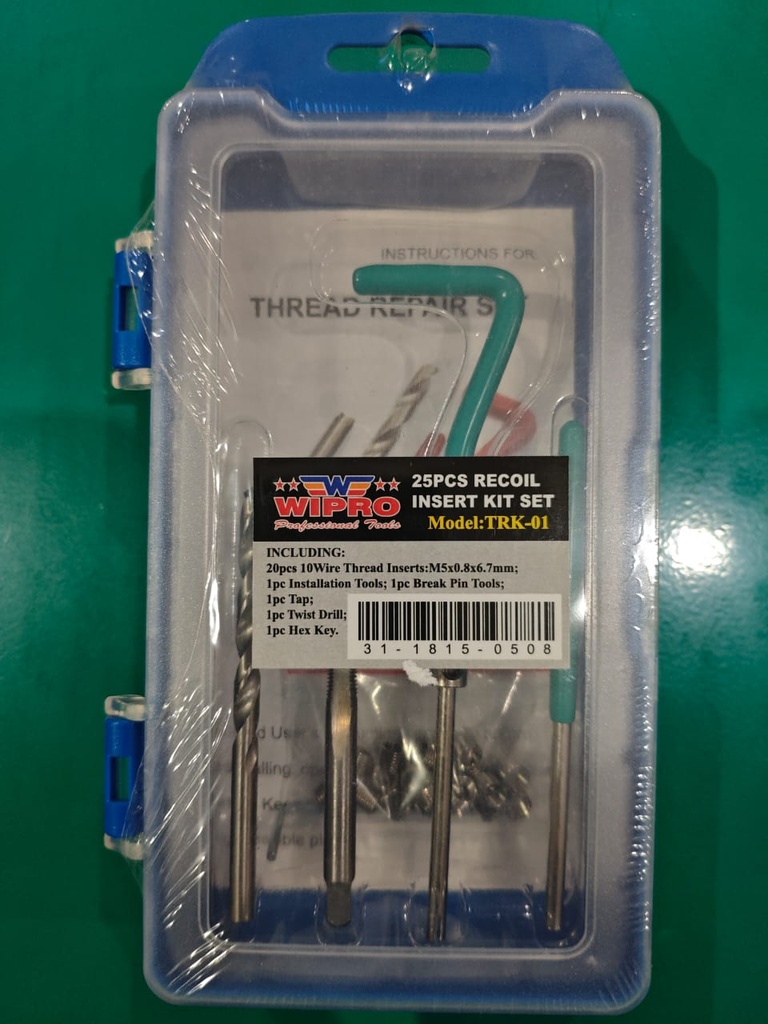 INSTRUCTIONS FOR
THREAD REPAIR
WIPRO
Professional Tools
25PCS RECOIL
INSERT KIT SET
Model:TRK-01
INCLUDING:
20pcs 10Wire Thread Inserts:M5x0.8x6.7mm;
1pc Installation Tools; 1pc Break Pin Tools;
1pc Tap;
1pc Twist Drill;
1pc Hex Key.
31-1815-0508